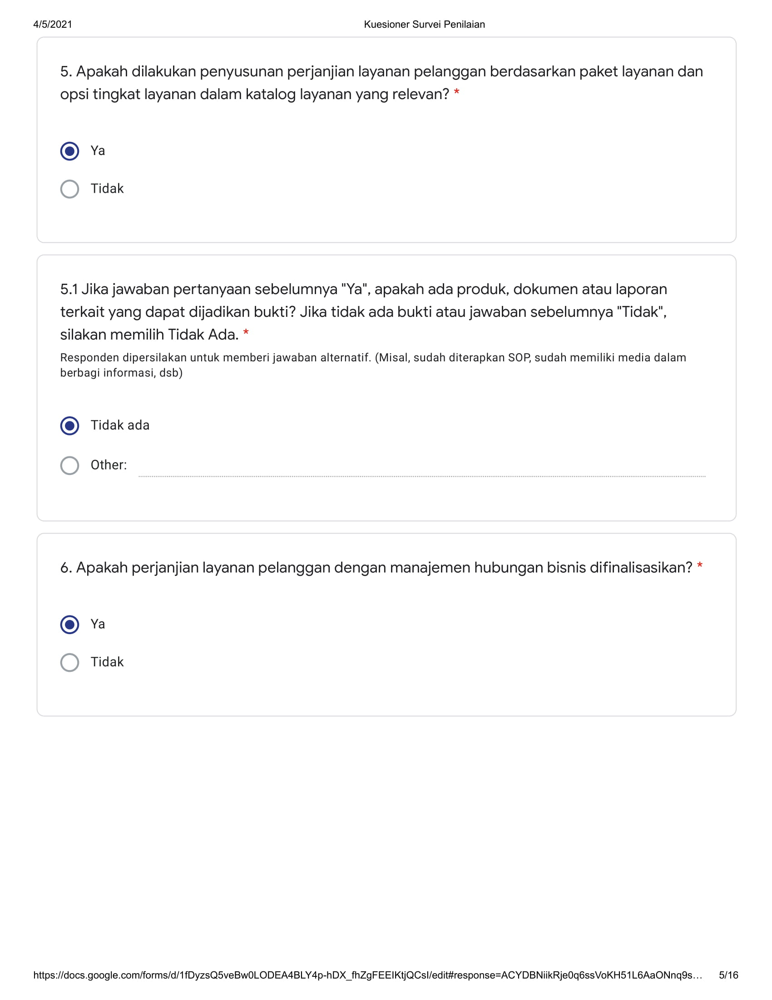 4/5/2021
Kuesioner Survei Penilaian
5. Apakah dilakukan penyusunan perjanjian layanan pelanggan berdasarkan paket layanan dan
opsi tingkat layanan dalam katalog layanan yang relevan? *
Ya
Tidak
5.1 Jika jawaban pertanyaan sebelumnya "Ya", apakah ada produk, dokumen atau laporan
terkait yang dapat dijadikan bukti? Jika tidak ada bukti atau jawaban sebelumnya "Tidak",
silakan memilih Tidak Ada. *
Responden dipersilakan untuk memberi jawaban alternatif. (Misal, sudah diterapkan SOP, sudah memiliki media dalam
berbagi informasi, dsb)
Tidak ada
Other:
6. Apakah perjanjian layanan pelanggan dengan manajemen hubungan bisnis difinalisasikan? *
Ya
Tidak
https://docs.google.com/forms/d/1fDyzsQ5veBw0LODEA4BLY4p-hDX_fhZgFEEIKtjQCsI/edit#response=ACYDBNiikRje0q6ssVoKH51L6AaONnq9s…
5/16